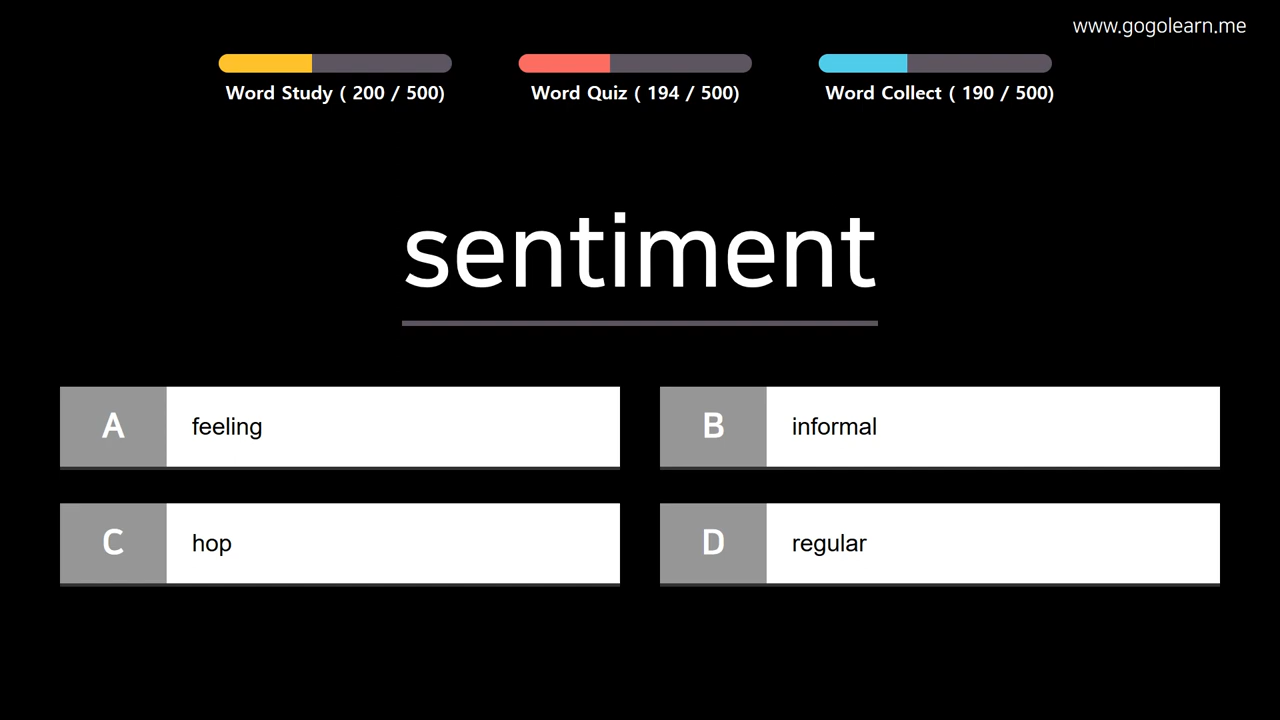 www.gogolearn.me
Word Study ( 200 / 500)
Word Quiz ( 194 / 500)
Word Collect ( 190 / 500)
sentiment
A feeling
B informal
C hop
D regular